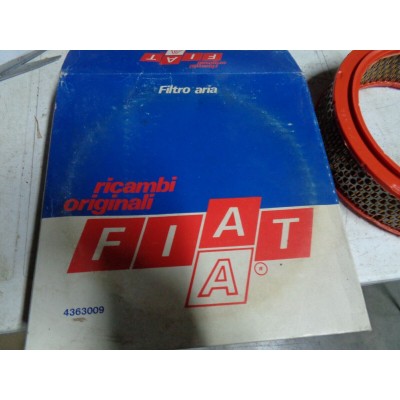 FIAT
Filtro aria
ricambi
originali
FIAT
A®
4363009